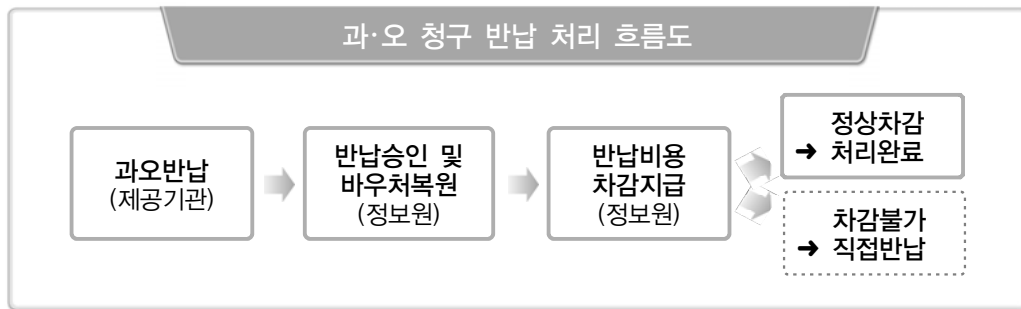 과·오 청구 반납 처리 흐름도
과오반납
(제공기관)
반납승인 및
바우처복원
(정보원)
반납비용
차감지급
(정보원)
정상차감
➜ 처리완료
차감불가
➜ 직접반납